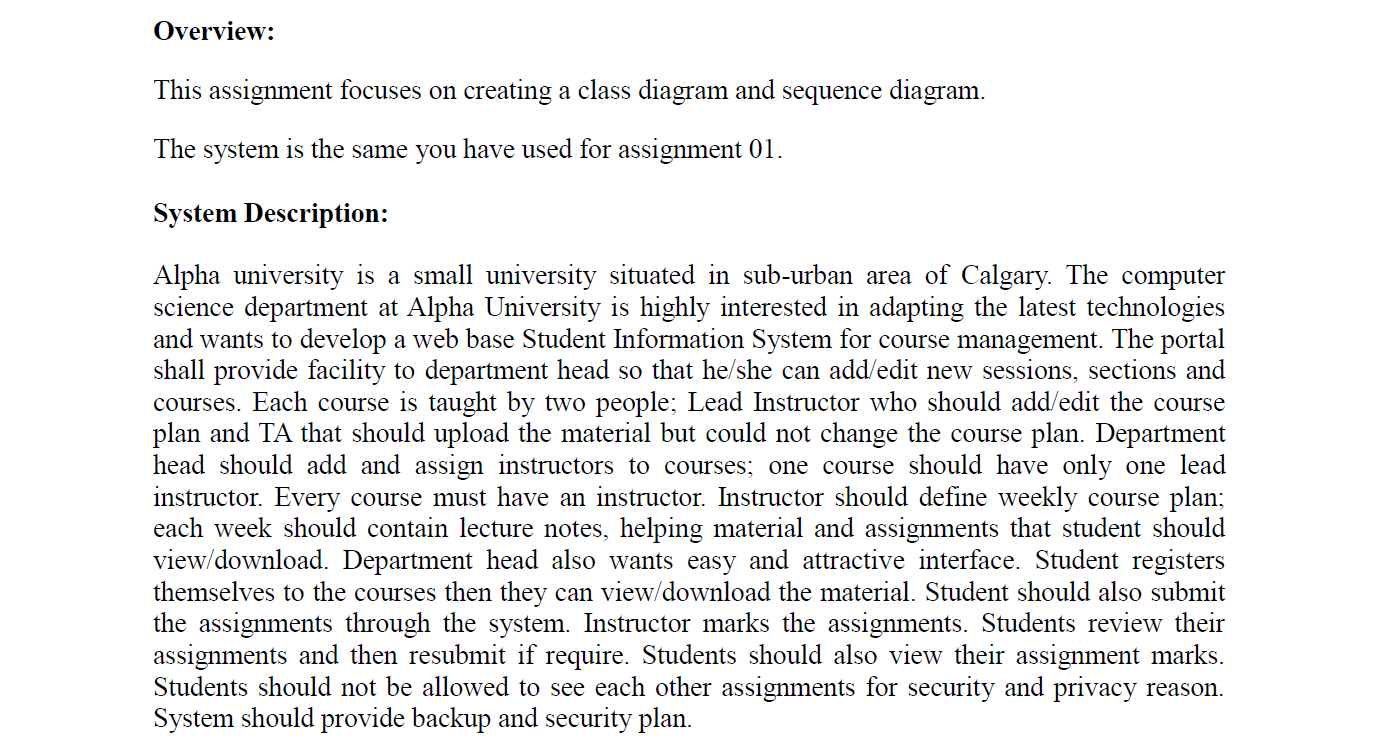 Overview:
This assignment focuses on creating a class diagram and sequence diagram.
The system is the same you have used for assignment 01.
System Description:
Alpha university is a small university situated in sub-urban area of Calgary. The computer
science department at Alpha University is highly interested in adapting the latest technologies
and wants to develop a web base Student Information System for course management. The portal
shall provide facility to department head so that he/she can add/edit new sessions, sections and
courses. Each course is taught by two people; Lead Instructor who should add/edit the course
plan and TA that should upload the material but could not change the course plan. Department
head should add and assign instructors to courses; one course should have only one lead
instructor. Every course must have an instructor. Instructor should define weekly course plan;
each week should contain lecture notes, helping material and assignments that student should
view/download. Department head also wants easy and attractive interface. Student registers
themselves to the courses then they can view/download the material. Student should also submit
the assignments through the system. Instructor marks the assignments. Students review their
assignments and then resubmit if require. Students should also view their assignment marks.
Students should not be allowed to see each other assignments for security and privacy reason.
System should provide backup and security plan.